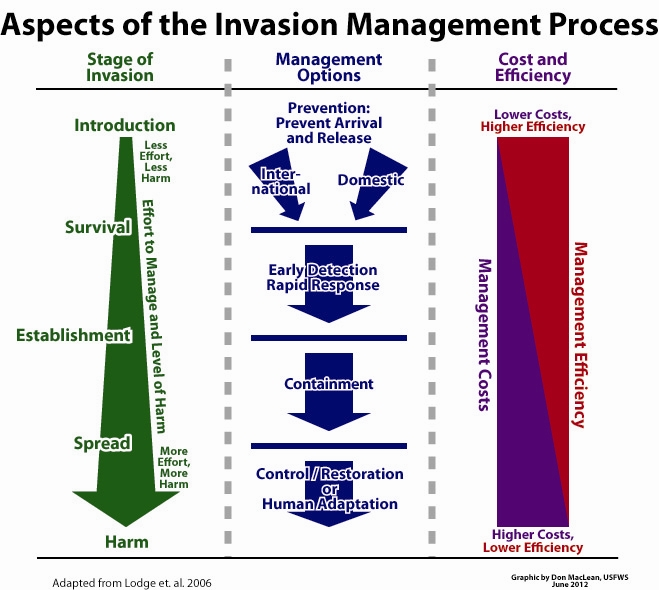 Aspects of the Invasion Management Process
Stage of
Invasion
Introduction
Less
Effort,
Less
Harm
Survival
Effort to Manage and Level of Harm
Establishment
Spread
More
Effort,
More
Harm
Harm
Management
Options
Prevention:
Prevent Arrival
and Release
Inter-
national
Domestic
Early Detection
Rapid Response
Containment
Control / Restoration
or
Human Adaptation
Cost and
Efficiency
Lower Costs,
Higher Efficiency
Management Costs
Management Efficiency
Higher Costs,
Lower Efficiency
Adapted from Lodge et. al. 2006
Graphic by Don MacLean, USFWS
June 2012